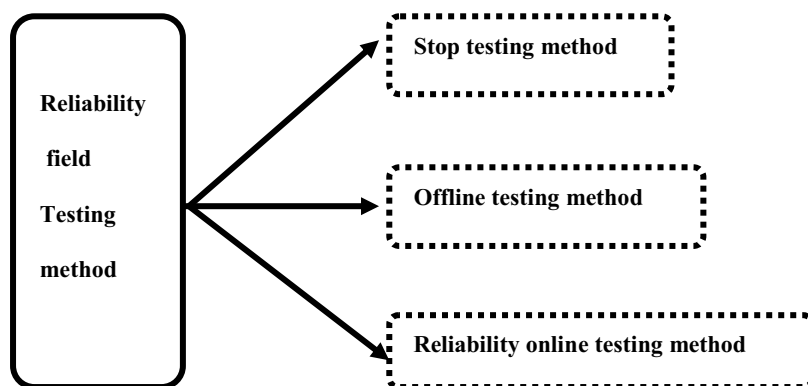 Reliability
field
Testing
method
Stop testing method
Offline testing method
Reliability online testing method